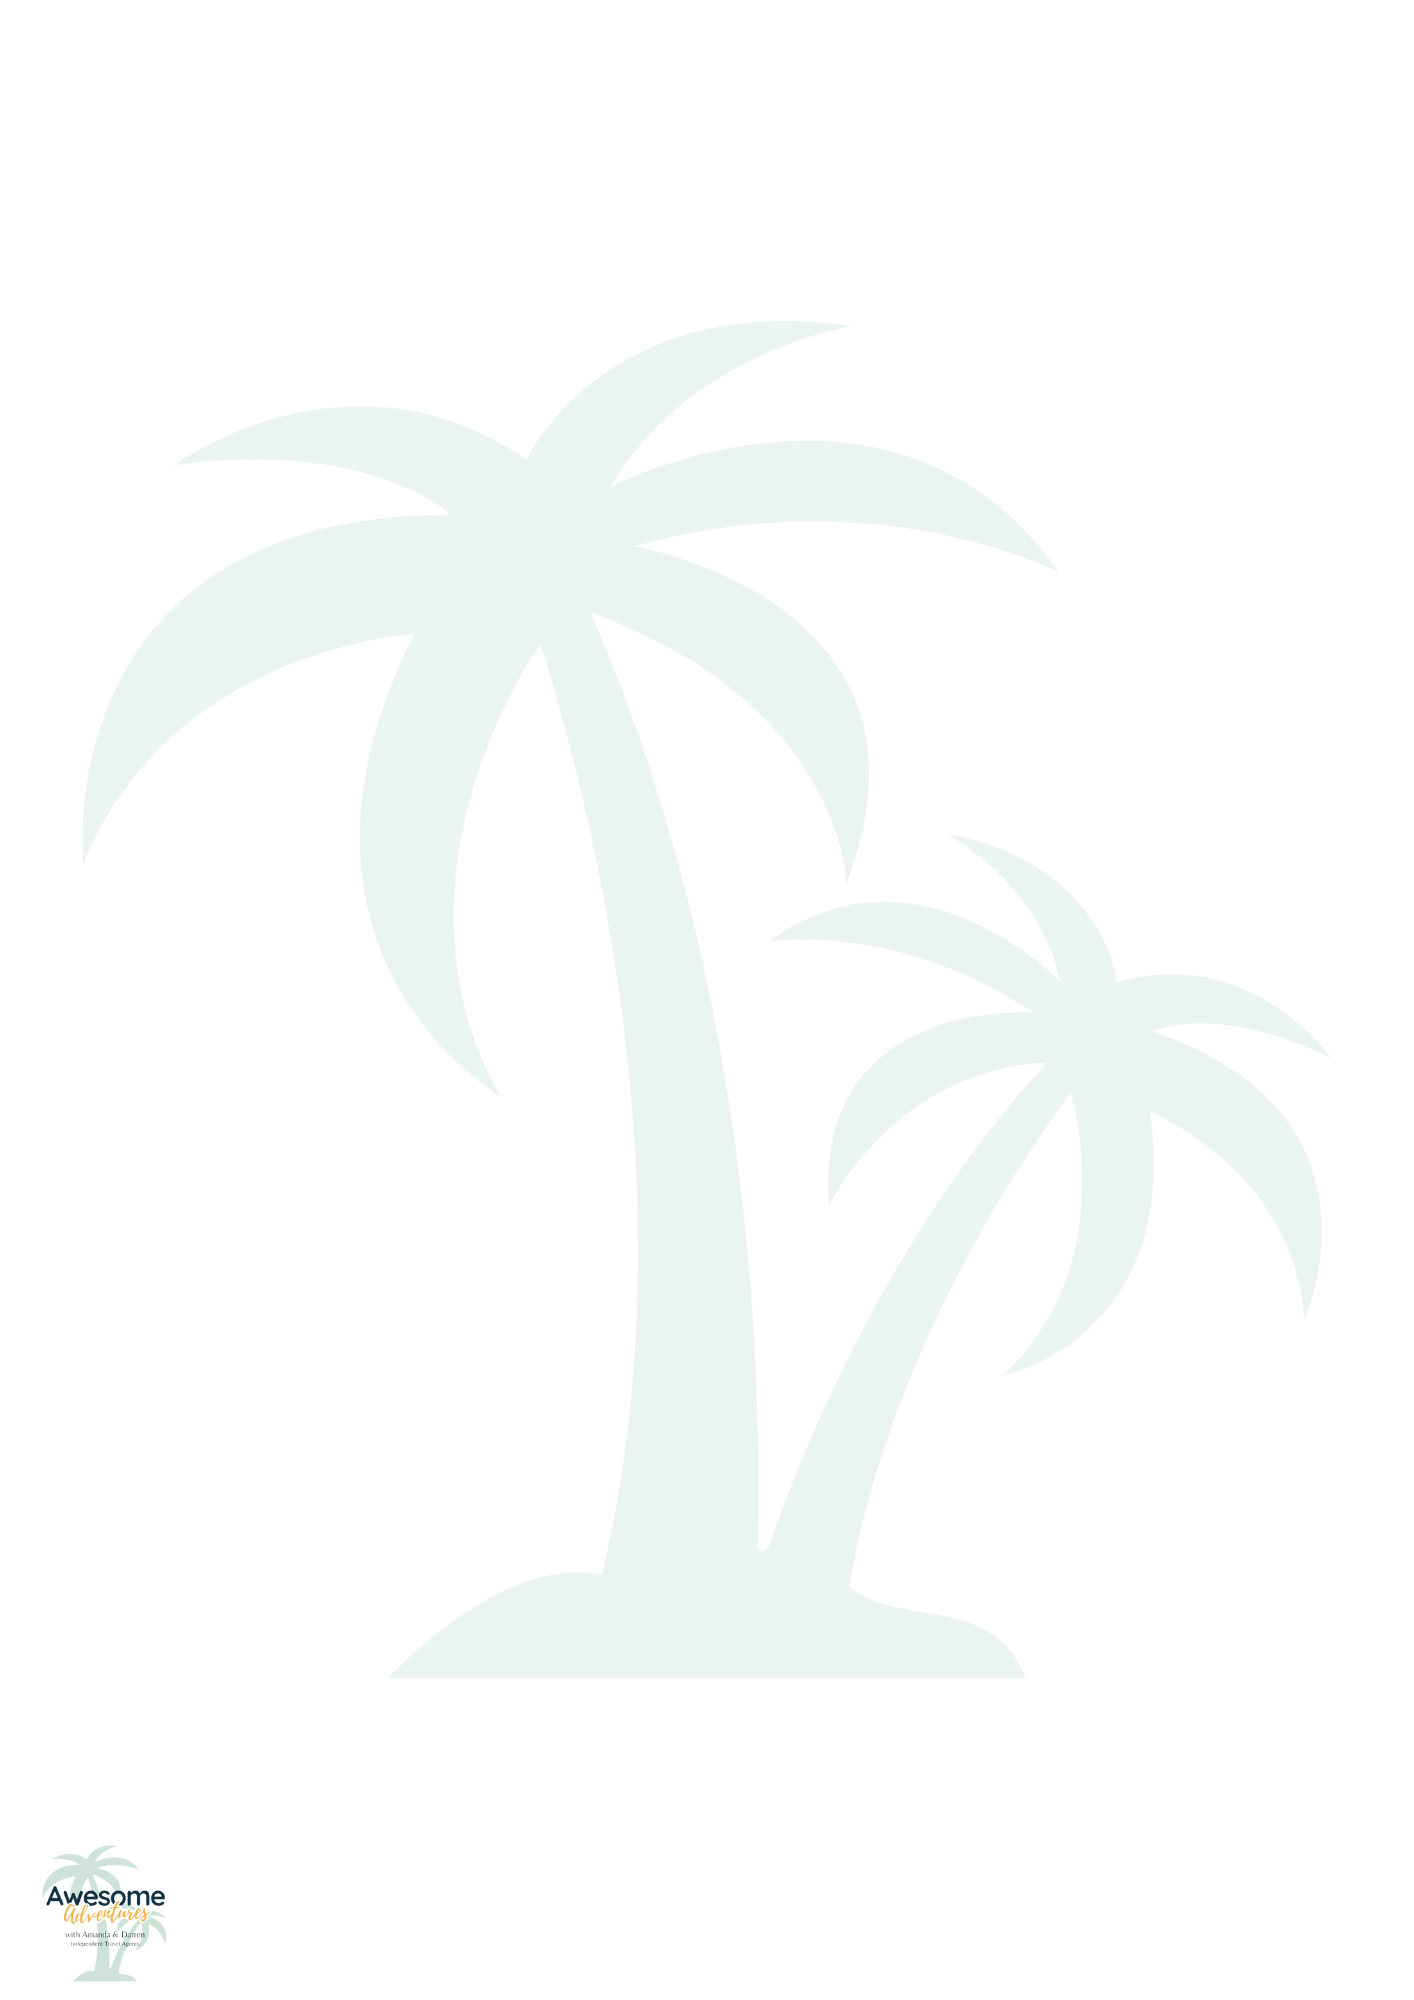 Awesome
Adventures
with Amanda & Darren
Independent Travel Agents